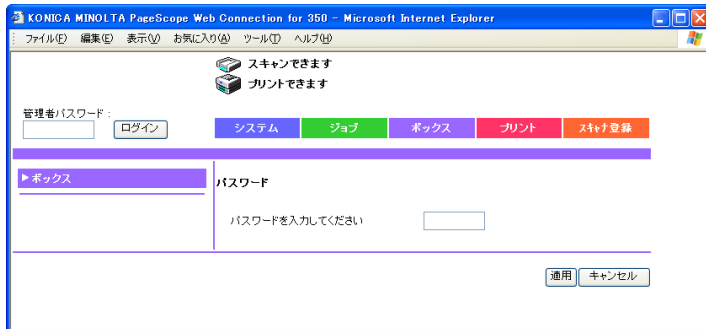 KONICA MINOLTA PageScope Web Connection for 350 - Microsoft Internet Explorer
ファイル(F) 編集(E) 表示(V) お気に入り(A) ツール(T) ヘルプ(H)
スキャンできます
プリントできます
管理者パスワード :
ログイン
システム ジョブ ボックス プリント スキャナ登録
ボックス
パスワード
パスワードを入力してください
適用 キャンセル